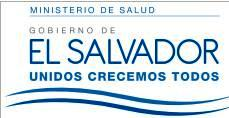 MINISTERIO DE SALUD
GOBIERNO DE
EL SALVADOR
UNIDOS CRECEMOS TODOS